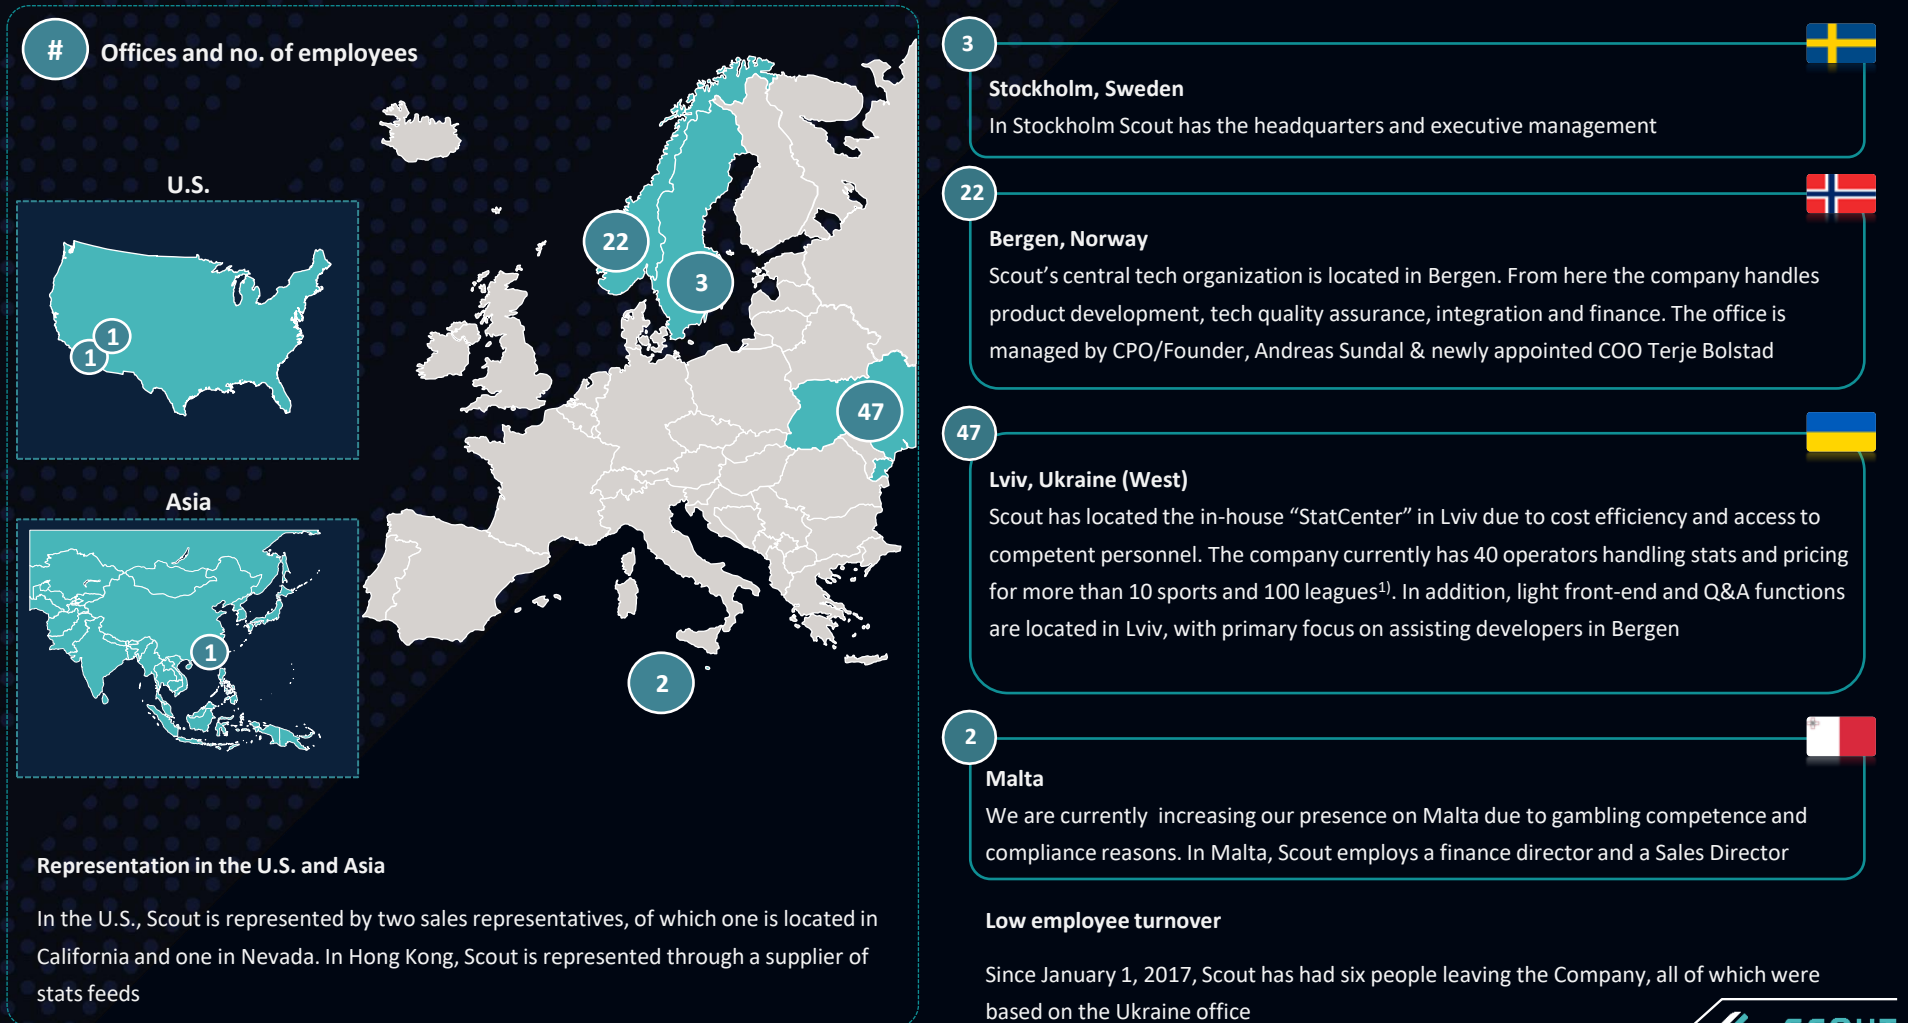 # Offices and no. of employees
U.S.
1
1
Asia
1
22
3
47
2
Representation in the U.S. and Asia
In the U.S., Scout is represented by two sales representatives, of which one is located in
California and one in Nevada. In Hong Kong, Scout is represented through a supplier of
stats feeds
3
Stockholm, Sweden
In Stockholm Scout has the headquarters and executive management
22
Bergen, Norway
Scout’s central tech organization is located in Bergen. From here the company handles
product development, tech quality assurance, integration and finance. The office is
managed by CPO/Founder, Andreas Sundal & newly appointed COO Terje Bolstad
47
Lviv, Ukraine (West)
Scout has located the in-house “StatCenter” in Lviv due to cost efficiency and access to
competent personnel. The company currently has 40 operators handling stats and pricing
for more than 10 sports and 100 leagues¹⁾. In addition, light front-end and Q&A functions
are located in Lviv, with primary focus on assisting developers in Bergen
2
Malta
We are currently  increasing our presence on Malta due to gambling competence and
compliance reasons. In Malta, Scout employs a finance director and a Sales Director
Low employee turnover
Since January 1, 2017, Scout has had six people leaving the Company, all of which were
based on the Ukraine office